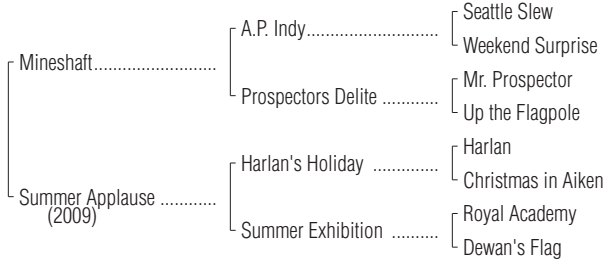 Seattle Slew
A.P. Indy..........................
Weekend Surprise
Mineshaft........................
Mr. Prospector
Prospectors Delite ...........
Up the Flagpole
Harlan
Harlan's Holiday .............
Christmas in Aiken
Summer Applause ...........
(2009)
Royal Academy
Summer Exhibition ..........
Dewan's Flag